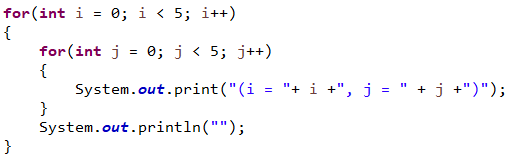 for(int i = 0; i < 5; i++)
{
    for(int j = 0; j < 5; j++)
    {
        System.out.print("(i = "+ i +", j = " + j +")");
    }
    System.out.println("");
}